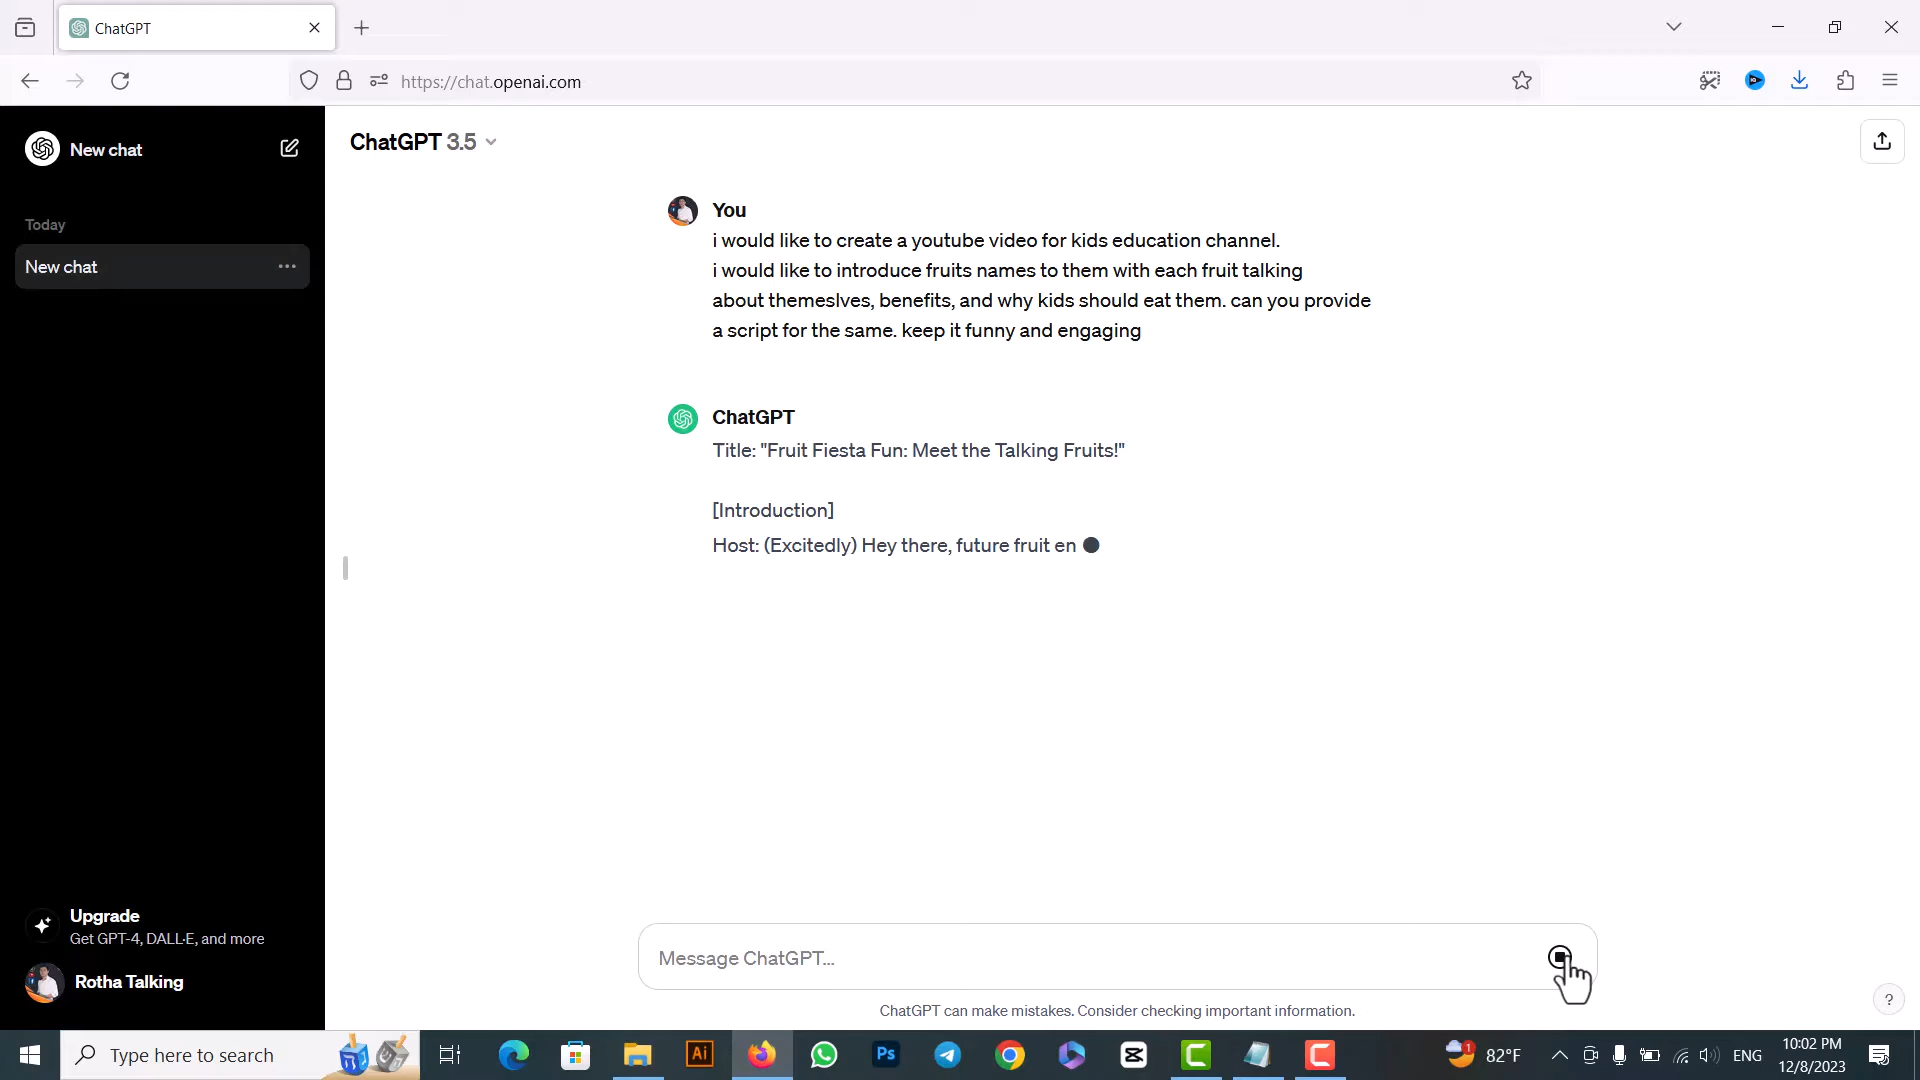 ChatGPT
https://chat.openai.com
New chat
ChatGPT 3.5
Today
New chat
You
i would like to create a youtube video for kids education channel.
i would like to introduce fruits names to them with each fruit talking
about themeslves, benefits, and why kids should eat them. can you provide
a script for the same. keep it funny and engaging
ChatGPT
Title: "Fruit Fiesta Fun: Meet the Talking Fruits!"
[Introduction]
Host: (Excitedly) Hey there, future fruit en
Upgrade
Get GPT-4, DALL·E, and more
Rotha Talking
Message ChatGPT...
ChatGPT can make mistakes. Consider checking important information.
?
Type here to search
Ai
Ps
1
82°F
ENG
10:02 PM
12/8/2023